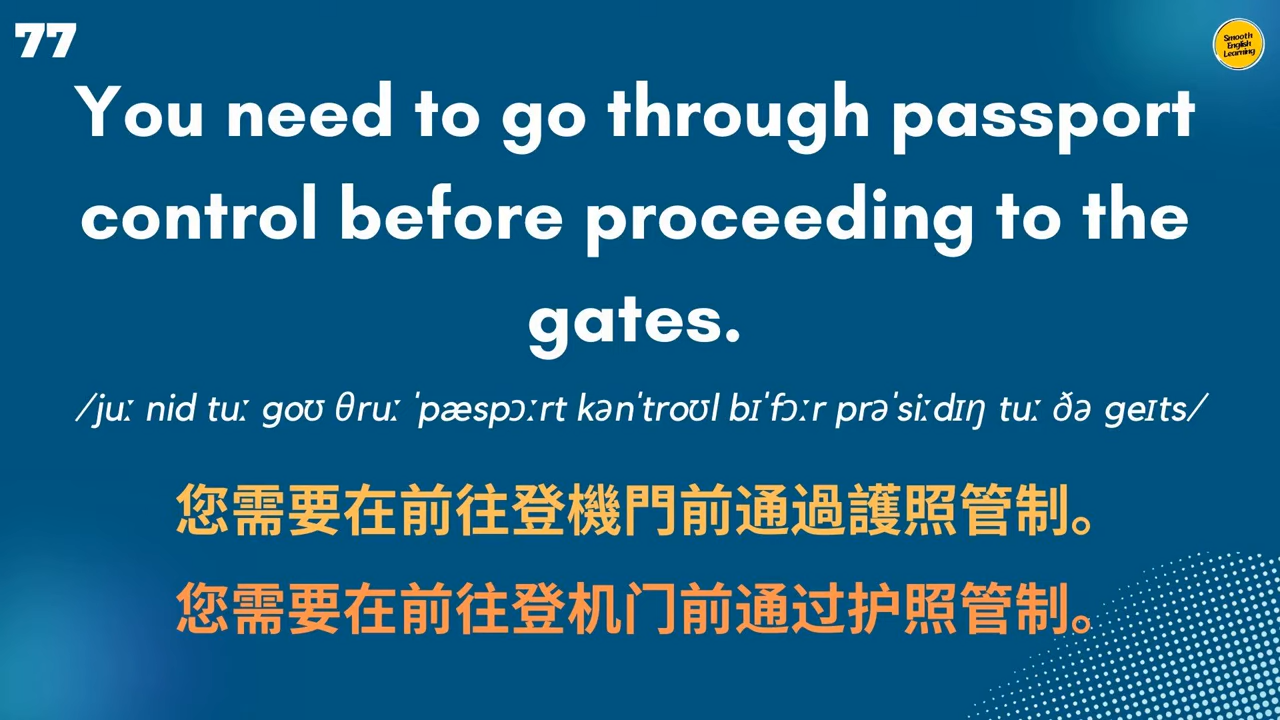 77
Smooth
English
Learning
You need to go through passport
control before proceeding to the
gates.
/juː nid tuː goʊ θruː ˈpæspɔːrt kənˈtroʊl bɪˈfɔːr prəˈsiːdɪŋ tuː ðə geɪts/
您需要在前往登機門前通過護照管制。
您需要在前往登机门前通过护照管制。